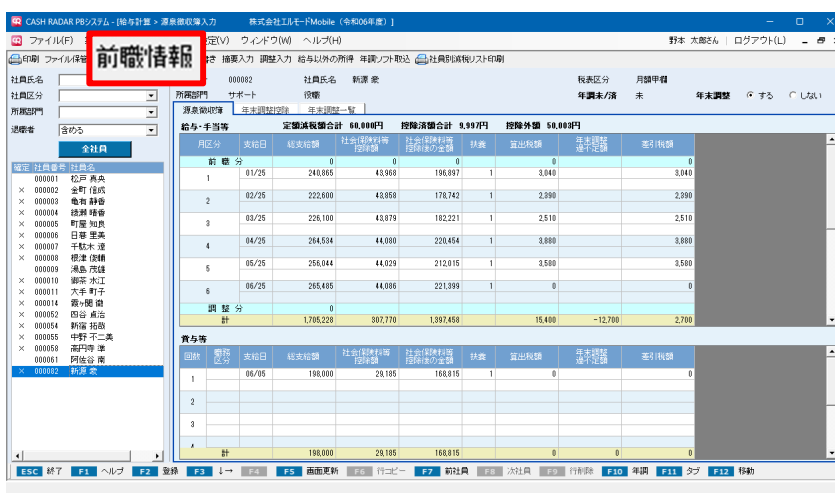 CASH RADAR PBシステム - [給与計算 > 源泉徴収簿入力　株式会社エルモードMobile（令和06年度）]
ファイル(F) 定(V) ウィンドウ(W) ヘルプ(H) 野本 太郎さん ログアウト(L)
前職情報
印刷 ファイル保管 き 摘要入力 調整入力 給与以外の所得 年調ソフト取込 社員別減税リスト印刷
社員氏名 000082 社員氏名 新源 衆 税表区分 月額甲欄
社員区分 所属部門 サポート 役職 年調未/済 未 年末調整 する しない
所属部門 源泉徴収簿 年末調整控除 年末調整一覧
退職者 含める 給与・手当等 定額減税額合計 60,000円 控除済額合計 9,997円 控除外額 50,003円
全社員
確定 社員番号 社員名
000001 松戸 真央
× 000002 金町 信成
× 000003 亀有 静香
× 000004 綾瀬 晴香
× 000005 町屋 知良
× 000006 日暮 里美
× 000007 千駄木 遼
× 000008 根津 俊輔
000009 湯島 茂雄
× 000010 御茶 水江
× 000011 大手 町子
× 000014 霞ヶ関 徹
× 000052 四谷 貞治
× 000054 新宿 拓哉
× 000055 中野 不二美
× 000058 高円寺 準
000061 阿佐谷 南
× 000082 新源 衆
月区分 支給日 総支給額 社会保険料等控除額 社会保険料等控除後の金額 扶養 算出税額 年末調整過不足額 差引税額
前 職 分 0 0 0 0 0
1 01/25 240,865 43,968 196,897 1 3,040 3,040
2 02/25 222,600 43,858 178,742 1 2,390 2,390
3 03/25 226,100 43,879 182,221 1 2,510 2,510
4 04/25 264,534 44,080 220,454 1 3,880 3,880
5 05/25 256,044 44,029 212,015 1 3,580 3,580
6 06/25 265,485 44,086 221,399 1 0 0
調 整 分 0
計 1,705,228 307,770 1,397,458 15,400 -12,700 2,700
賞与等
回数 職務区分 支給日 総支給額 社会保険料等控除額 社会保険料等控除後の金額 扶養 算出税額 年末調整過不足額 差引税額
1 06/05 198,000 29,185 168,815 1 0 0
2
3
4
計 198,000 29,185 168,815 0 0 0
ESC 終了 F1 ヘルプ F2 登録 F3 ↓→ F4 F5 画面更新 F6 行コピー F7 前社員 F8 次社員 F9 行削除 F10 年調 F11 タブ F12 移動